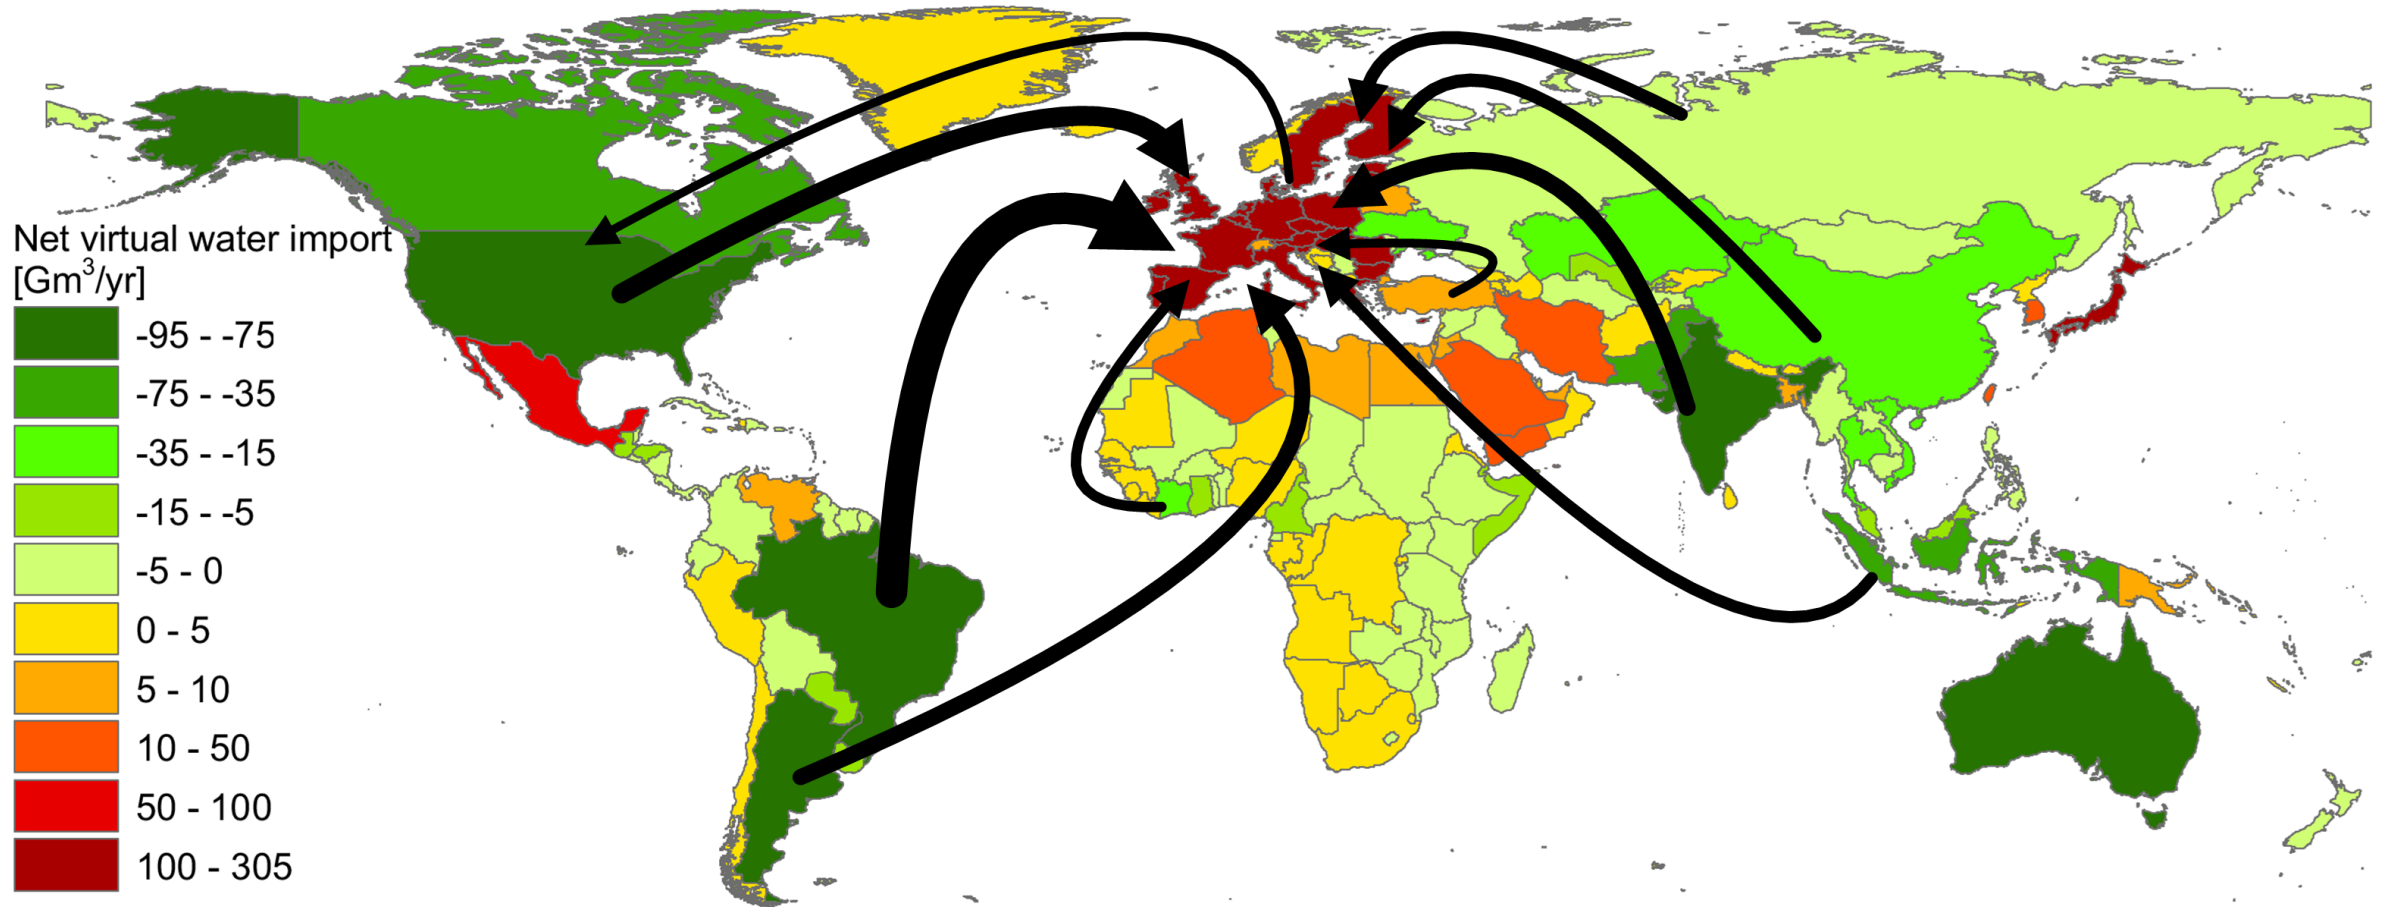 Net virtual water import
[Gm³/yr]
-95 - -75
-75 - -35
-35 - -15
-15 - -5
-5 - 0
0 - 5
5 - 10
10 - 50
50 - 100
100 - 305